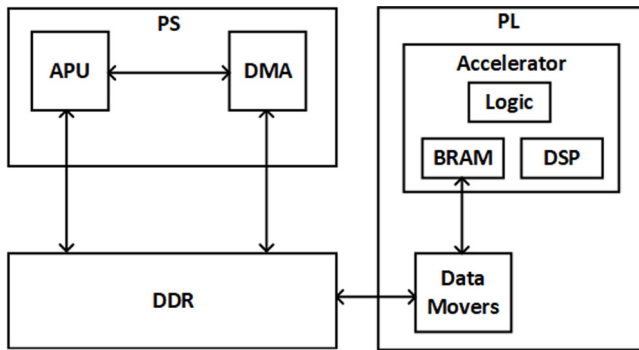 PS
APU
DMA
DDR
PL
Accelerator
Logic
BRAM
DSP
Data
Movers